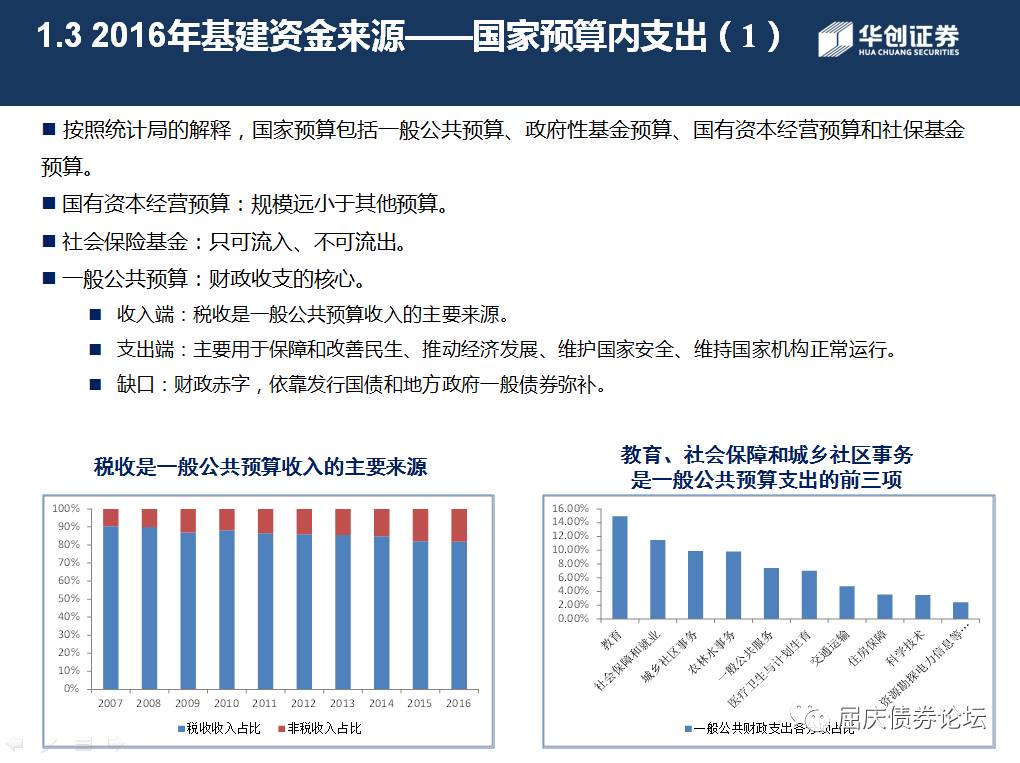 1.3 2016年基建资金来源——国家预算内支出（1）
华创证券
HUA CHUANG SECURITIES
■ 按照统计局的解释，国家预算包括一般公共预算、政府性基金预算、国有资本经营预算和社保基金
预算。
■ 国有资本经营预算：规模远小于其他预算。
■ 社会保险基金：只可流入、不可流出。
■ 一般公共预算：财政收支的核心。
■ 收入端：税收是一般公共预算收入的主要来源。
■ 支出端：主要用于保障和改善民生、推动经济发展、维护国家安全、维持国家机构正常运行。
■ 缺口：财政赤字，依靠发行国债和地方政府一般债券弥补。
税收是一般公共预算收入的主要来源
100%
90%
80%
70%
60%
50%
40%
30%
20%
10%
0%
2007 2008 2009 2010 2011 2012 2013 2014 2015 2016
税收收入占比 非税收入占比
教育、社会保障和城乡社区事务
是一般公共预算支出的前三项
16.00%
14.00%
12.00%
10.00%
8.00%
6.00%
4.00%
2.00%
0.00%
教育
社会保障和就业
城乡社区事务
农林水事务
一般公共服务
医疗卫生与计划生育
交通运输
住房保障
科学技术
资源勘探电力信息等…
一般公共财政支出各分项占比
屈庆债券论坛